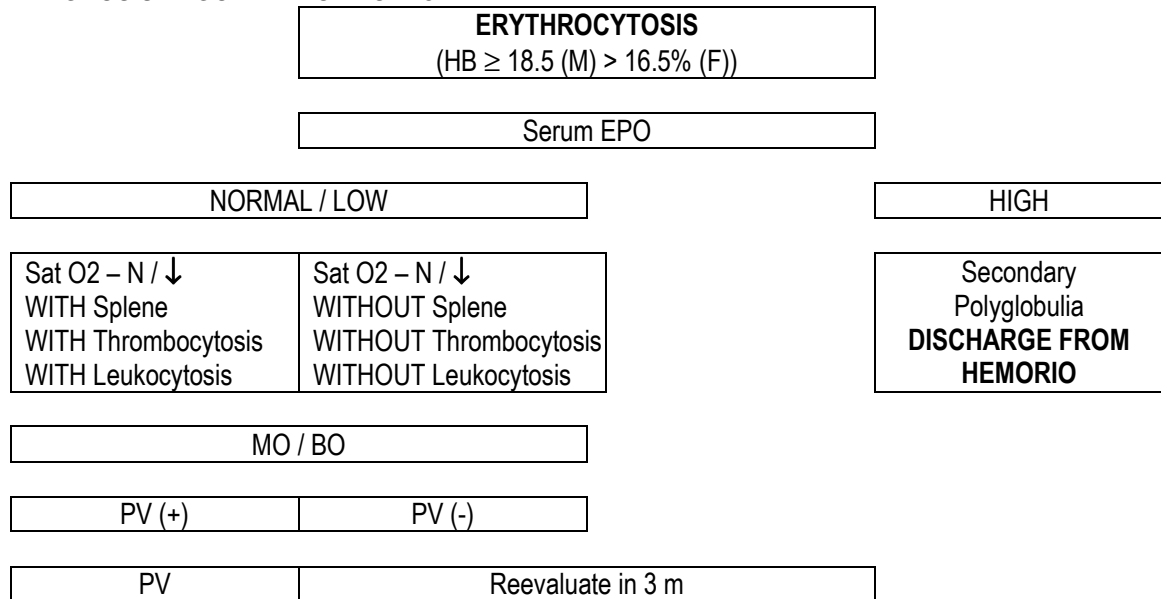 ERYTHROCYTOSIS
(HB ≥ 18.5 (M) > 16.5% (F))
Serum EPO
NORMAL / LOW
HIGH
Sat O2 – N / ↓
WITH Splene
WITH Thrombocytosis
WITH Leukocytosis
Sat O2 – N / ↓
WITHOUT Splene
WITHOUT Thrombocytosis
WITHOUT Leukocytosis
Secondary
Polyglobulia
DISCHARGE FROM
HEMORIO
MO / BO
PV (+)
PV (-)
PV
Reevaluate in 3 m